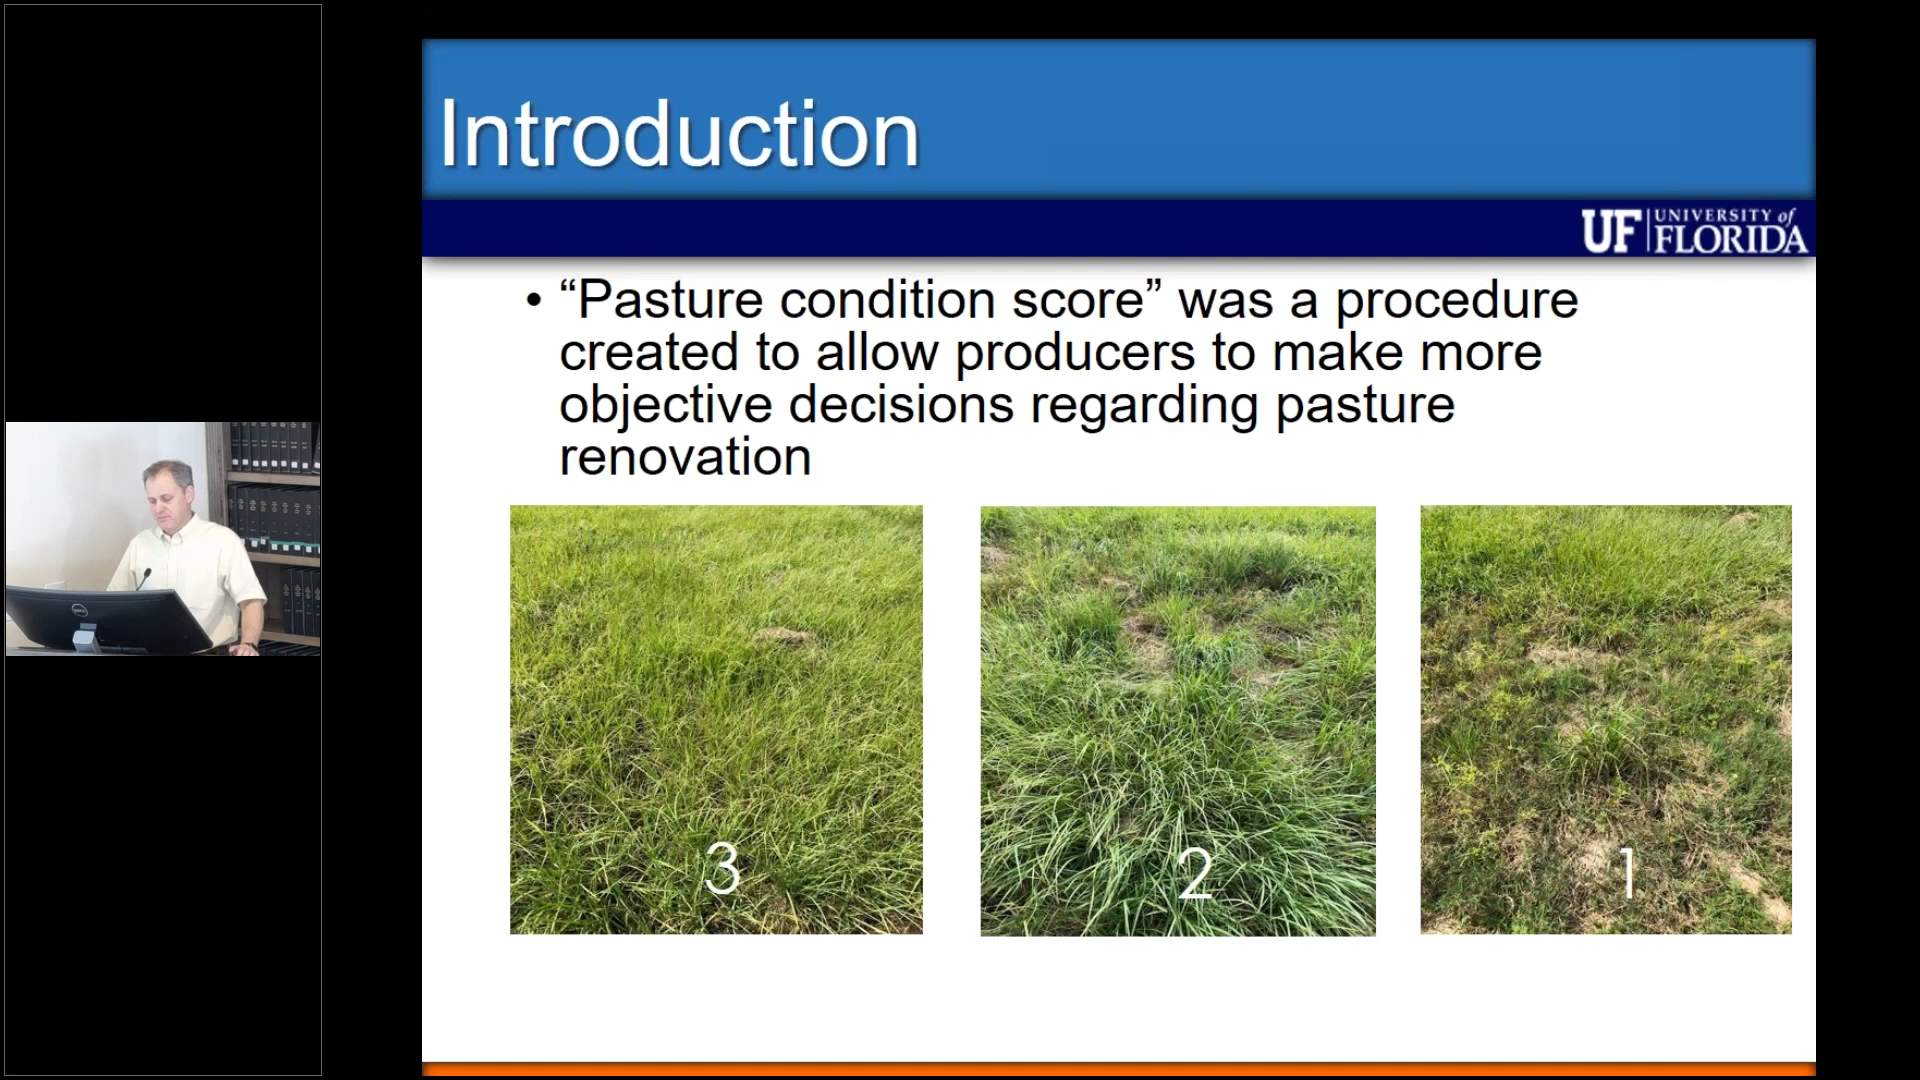 Introduction
UF UNIVERSITY of
FLORIDA
• “Pasture condition score” was a procedure
created to allow producers to make more
objective decisions regarding pasture
renovation
3
2
1